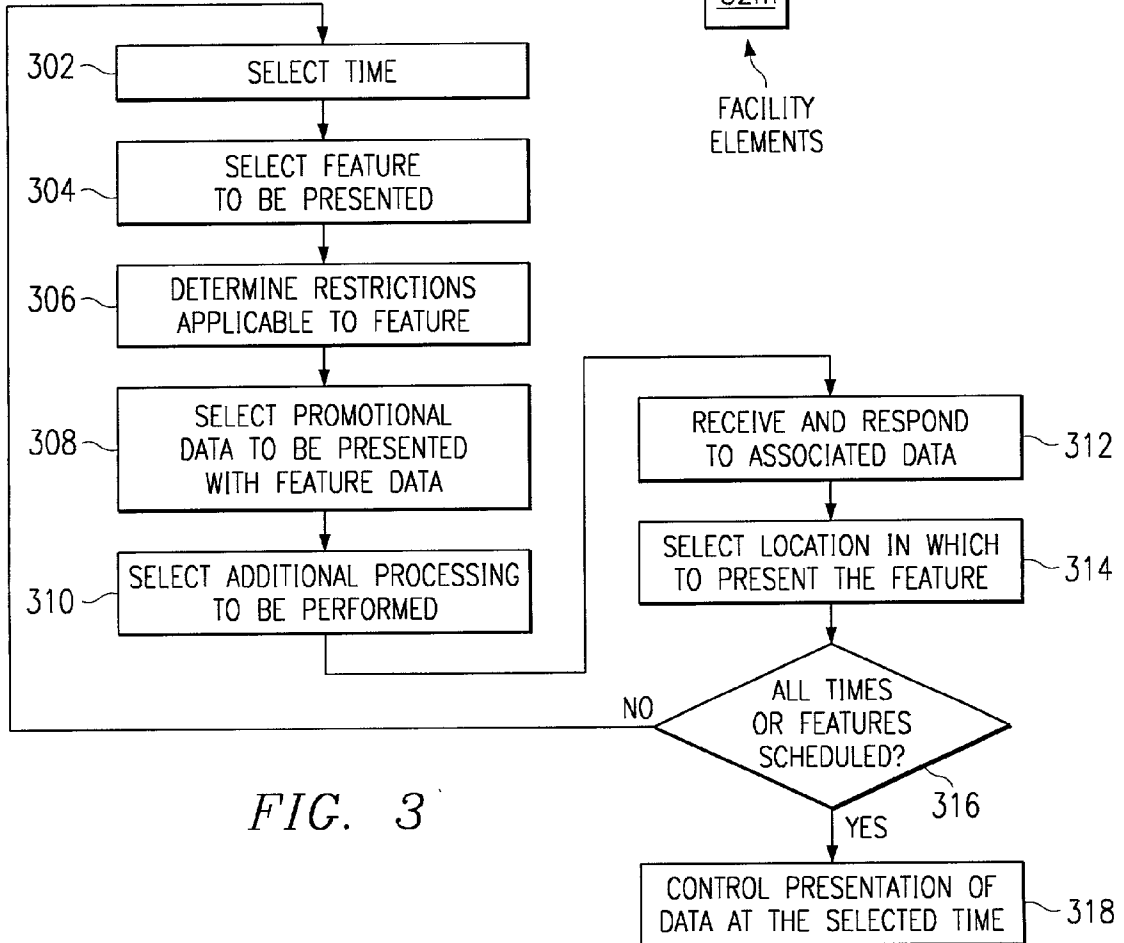 302
SELECT TIME
304
SELECT FEATURE
TO BE PRESENTED
306
DETERMINE RESTRICTIONS
APPLICABLE TO FEATURE
308
SELECT PROMOTIONAL
DATA TO BE PRESENTED
WITH FEATURE DATA
310
SELECT ADDITIONAL PROCESSING
TO BE PERFORMED
FACILITY
ELEMENTS
RECEIVE AND RESPOND
TO ASSOCIATED DATA
312
SELECT LOCATION IN WHICH
TO PRESENT THE FEATURE
314
ALL TIMES
OR FEATURES
SCHEDULED?
316
NO
YES
CONTROL PRESENTATION OF
DATA AT THE SELECTED TIME
318
FIG. 3